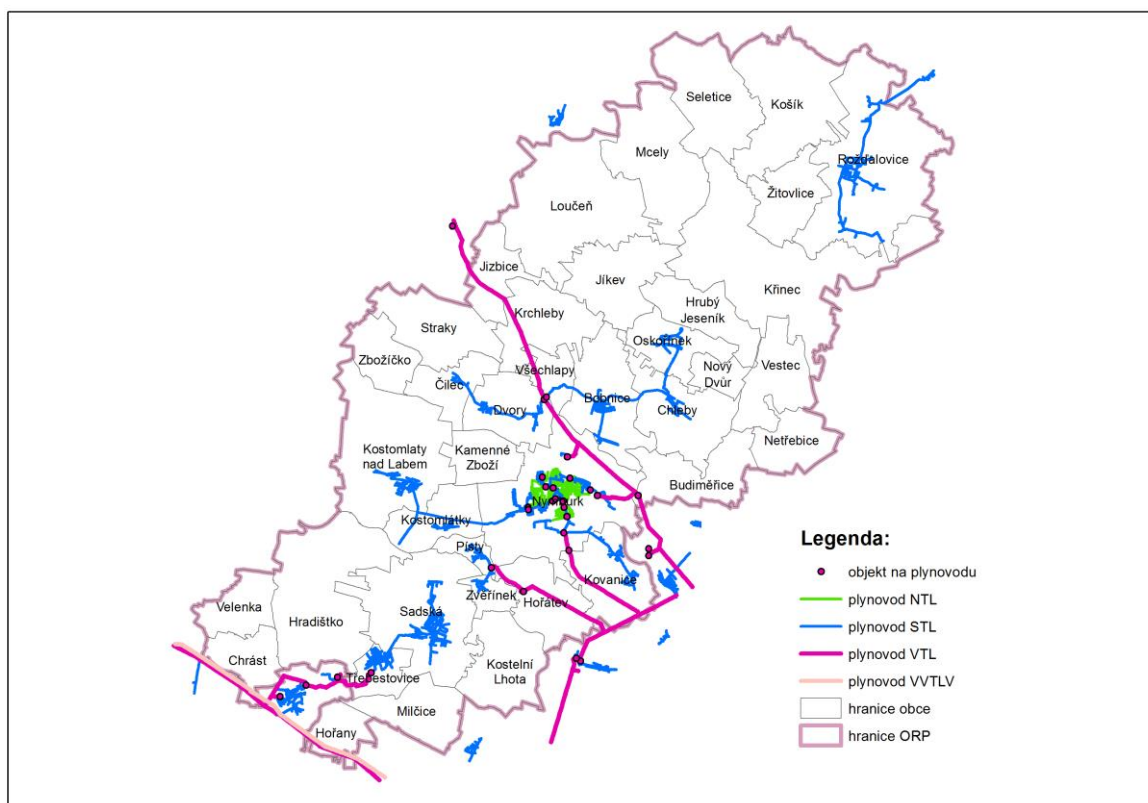 Seletice
Košík
Mcely
Rožďalovice
Žitovlice
Loučeň
Jizbice
Jíkev
Křinec
Hrubý
Jeseník
Krchleby
Straky
Oskořínek
Zbožíčko
Všechlapy
Nový
Dvůr
Vestec
Čilec
Dvory
Bobnice
Chleby
Netřebice
Kostomlaty
nad Labem
Kamenné
Zboží
Budiměřice
Nymburk
Kostomlátky
Písty
Kovanice
Zvěřínek
Hořátev
Velenka
Hradištko
Sadská
Chrást
Třebestovice
Kostelní
Lhota
Milčice
Hořany
Legenda:
objekt na plynovodu
plynovod NTL
plynovod STL
plynovod VTL
plynovod VVTLV
hranice obce
hranice ORP